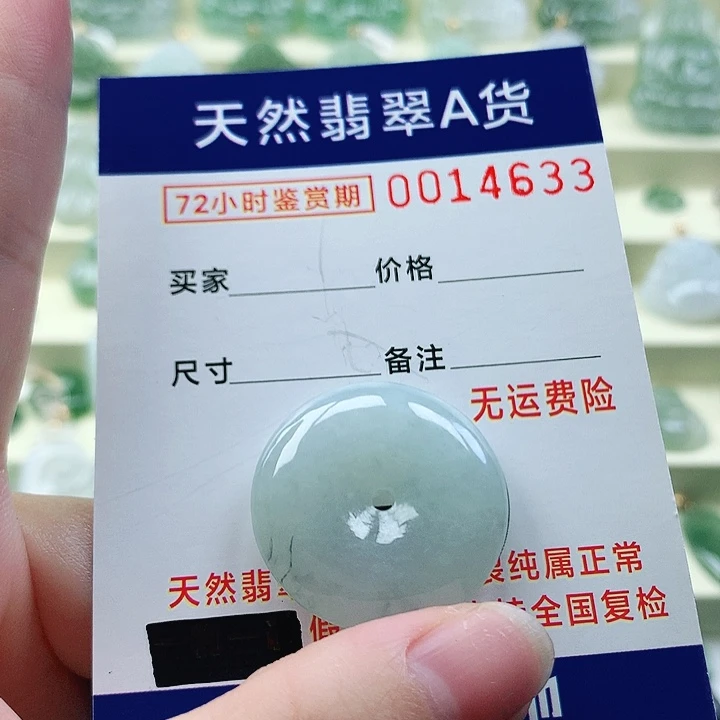 天然翡翠A货
72小时鉴赏期 0014633
买家 价格
尺寸 备注
无运费险
天然翡 纯属正常
假 全国复检